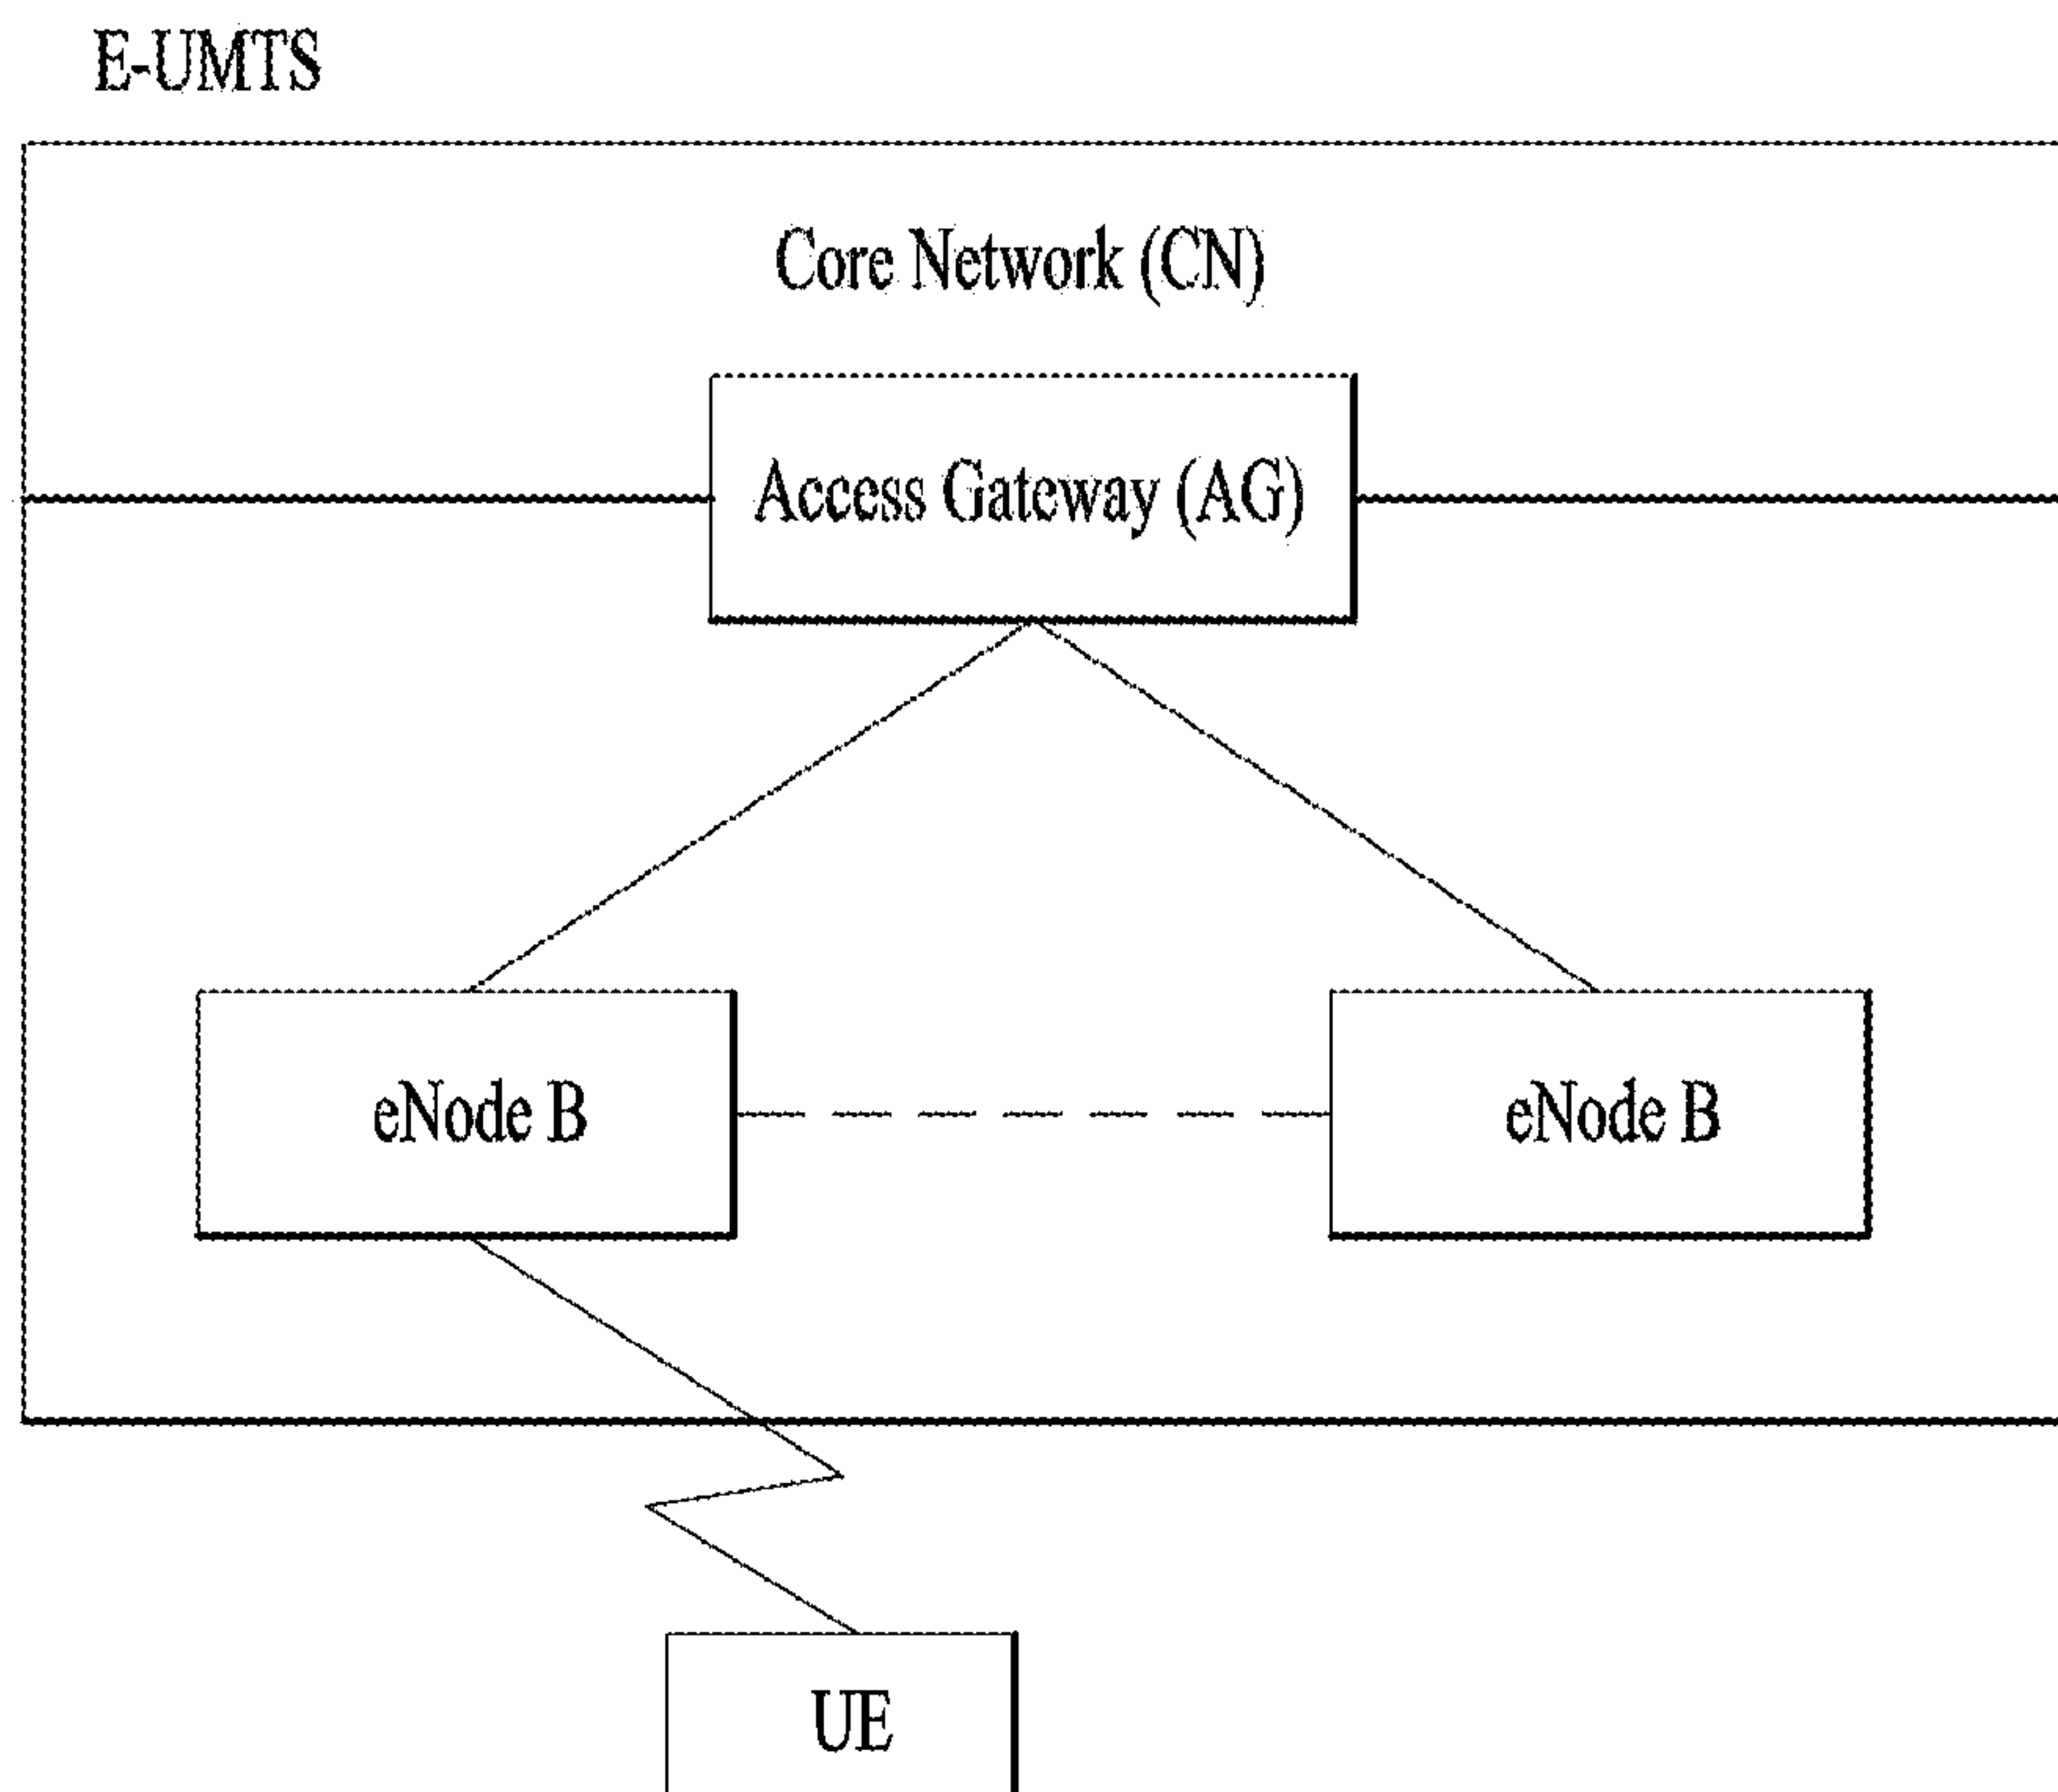 E-UMTS
Core Network (CN)
Access Gateway (AG)
eNode B
eNode B
UE